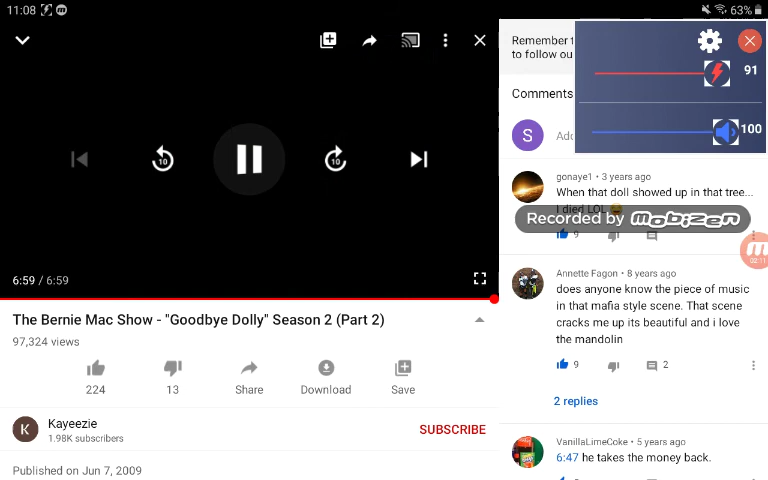 11:08
63%
10
10
6:59 / 6:59
The Bernie Mac Show - "Goodbye Dolly" Season 2 (Part 2)
97,324 views
224
13
Share
Download
Save
K
Kayeezie
1.98K subscribers
SUBSCRIBE
Published on Jun 7, 2009
Remember t
to follow ou
91
100
Comments
S
Add
gonaye1 • 3 years ago
When that doll showed up in that tree...
I died LOL
Recorded by mobizen
9
02:11
Annette Fagon • 8 years ago
does anyone know the piece of music
in that mafia style scene. That scene
cracks me up its beautiful and i love
the mandolin
9
2
2 replies
VanillaLimeCoke • 5 years ago
6:47 he takes the money back.